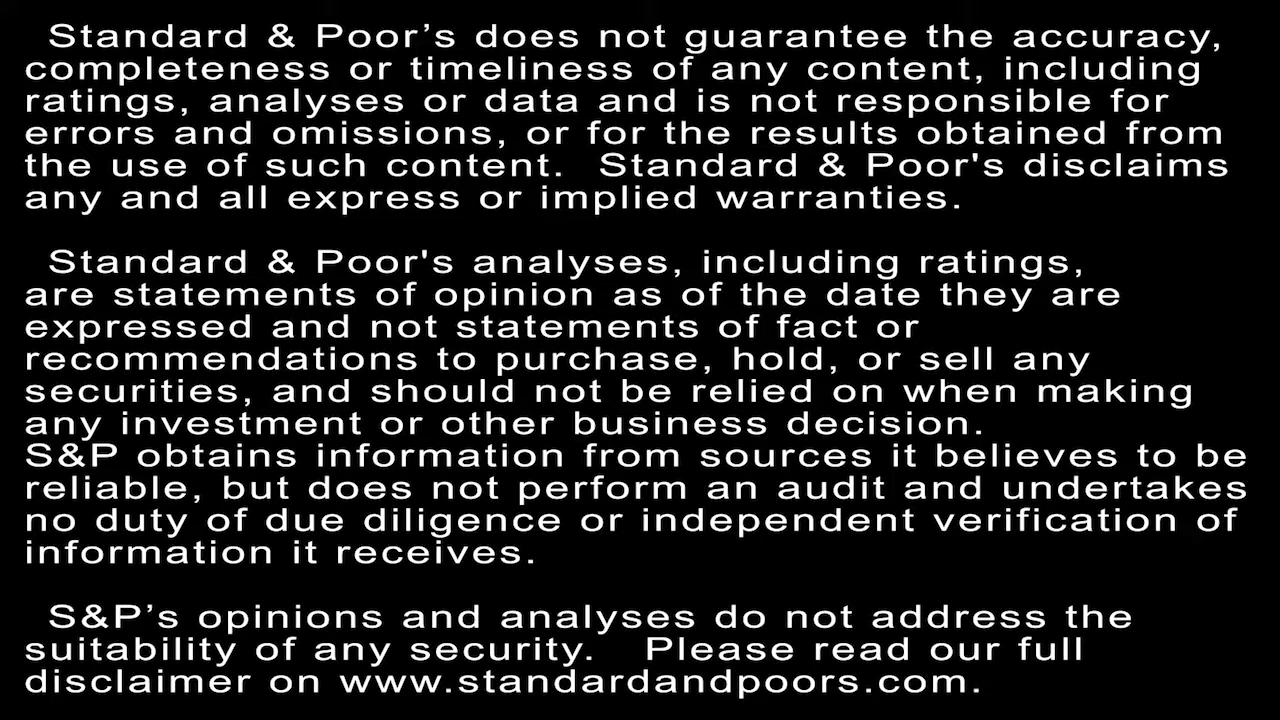 Standard & Poor’s does not guarantee the accuracy,
completeness or timeliness of any content, including
ratings, analyses or data and is not responsible for
errors and omissions, or for the results obtained from
the use of such content.  Standard & Poor's disclaims
any and all express or implied warranties.
Standard & Poor's analyses, including ratings,
are statements of opinion as of the date they are
expressed and not statements of fact or
recommendations to purchase, hold, or sell any
securities, and should not be relied on when making
any investment or other business decision.
S&P obtains information from sources it believes to be
reliable, but does not perform an audit and undertakes
no duty of due diligence or independent verification of
information it receives.
S&P’s opinions and analyses do not address the
suitability of any security.   Please read our full
disclaimer on www.standardandpoors.com.